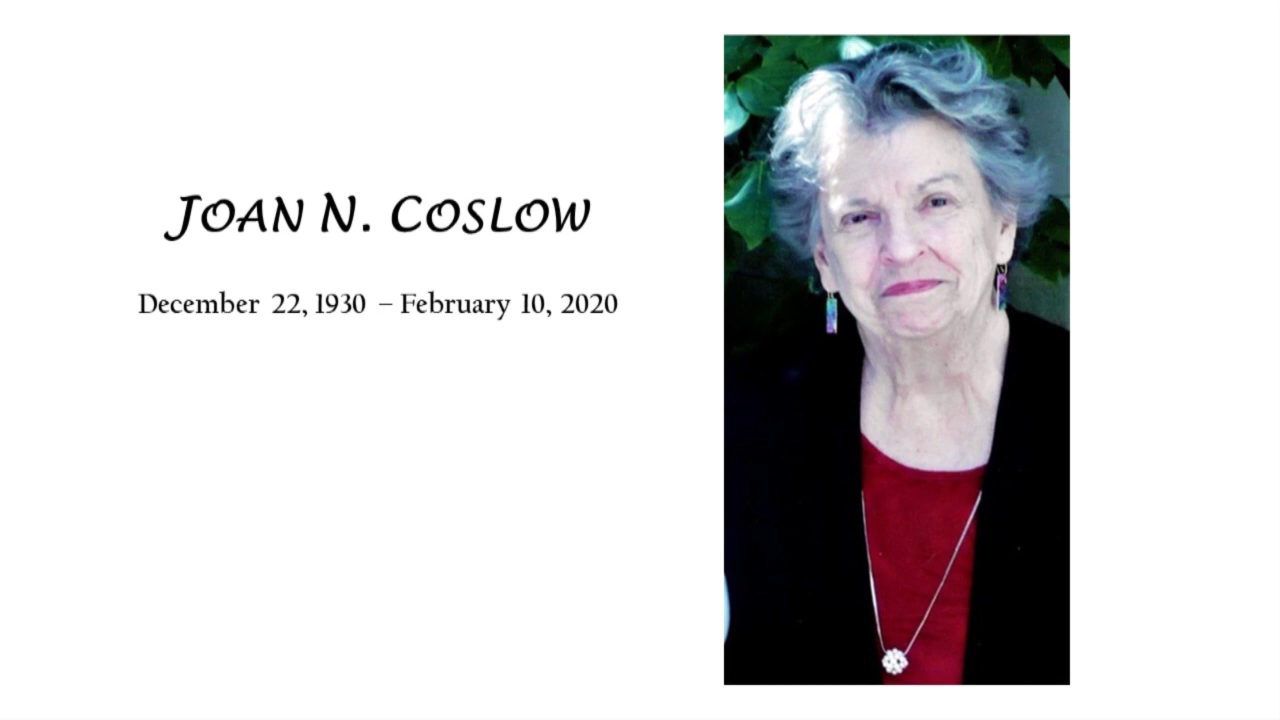 JOAN N. COSLOW
December 22, 1930 – February 10, 2020